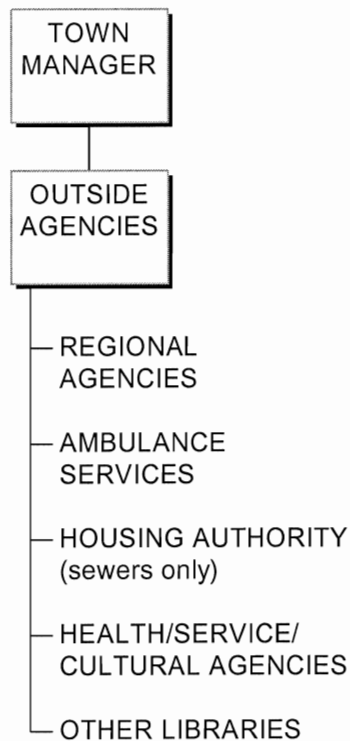 TOWN
MANAGER
OUTSIDE
AGENCIES
REGIONAL
AGENCIES
AMBULANCE
SERVICES
HOUSING AUTHORITY
(sewers only)
HEALTH/SERVICE/
CULTURAL AGENCIES
OTHER LIBRARIES